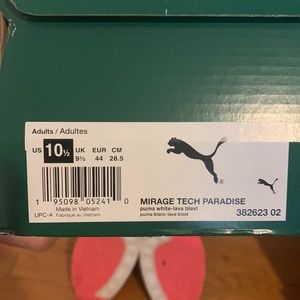 Adults / Adultes
US 10½ UK 9½ EUR 44 CM 28.5
MIRAGE TECH PARADISE
puma white-lava blast
puma blanc-lava blast
382623 02
1 95098 05241 0
Made in Vietnam
UPC-A Fabriqué au Vietnam